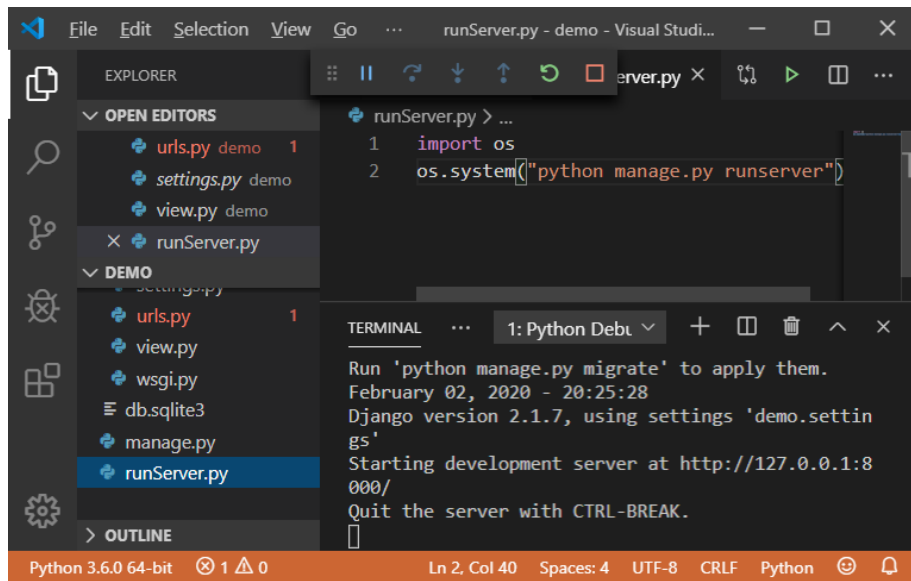 File Edit Selection View Go ··· runServer.py - demo - Visual Studi...
EXPLORER
erver.py
OPEN EDITORS
urls.py demo 1
settings.py demo
view.py demo
runServer.py
DEMO
settings.py
urls.py 1
view.py
wsgi.py
db.sqlite3
manage.py
runServer.py
OUTLINE
runServer.py > ...
1 import os
2 os.system("python manage.py runserver")
TERMINAL ··· 1: Python Debu
Run 'python manage.py migrate' to apply them.
February 02, 2020 - 20:25:28
Django version 2.1.7, using settings 'demo.settin
gs'
Starting development server at http://127.0.0.1:8
000/
Quit the server with CTRL-BREAK.
Python 3.6.0 64-bit 1 0 Ln 2, Col 40 Spaces: 4 UTF-8 CRLF Python